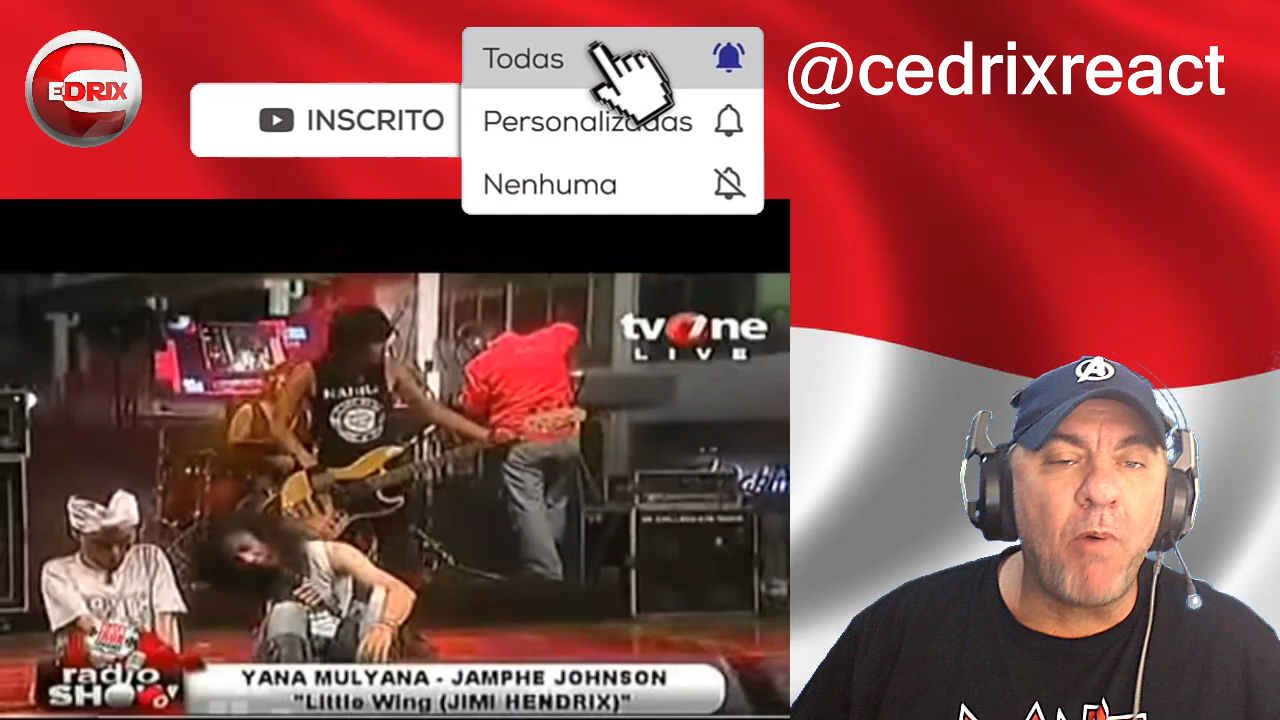 CEDRIX
INSCRITO
Todas
Personalizadas
Nenhuma
@cedrixreact
tvOne
LIVE
radio
SHOW
YANA MULYANA - JAMPHE JOHNSON
"Little Wing (JIMI HENDRIX)"